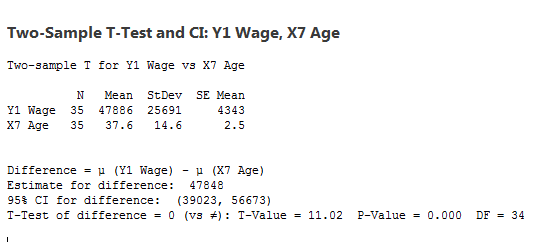 Two-Sample T-Test and CI: Y1 Wage, X7 Age
Two-sample T for Y1 Wage vs X7 Age
N Mean StDev SE Mean
Y1 Wage 35 47886 25691 4343
X7 Age 35 37.6 14.6 2.5
Difference = μ (Y1 Wage) - μ (X7 Age)
Estimate for difference: 47848
95% CI for difference: (39023, 56673)
T-Test of difference = 0 (vs ≠): T-Value = 11.02 P-Value = 0.000 DF = 34